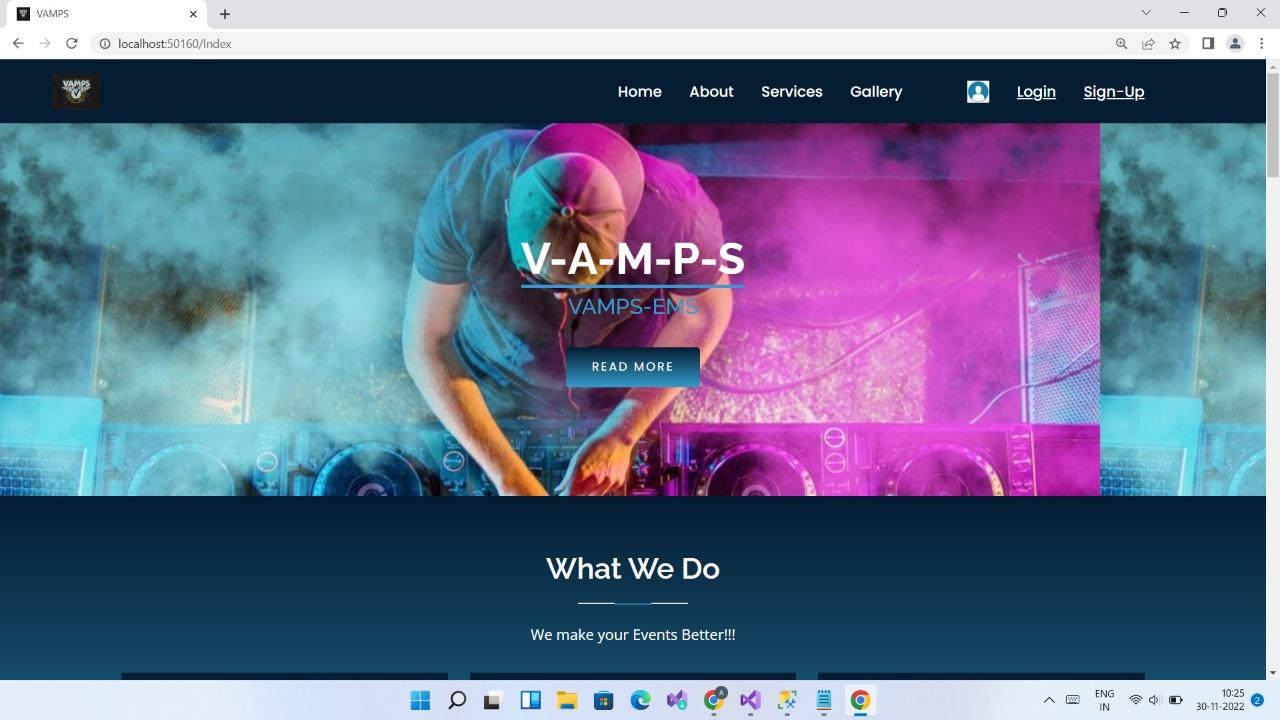 VAMPS
localhost:50160/Index
VAMPS
Home About Services Gallery Login Sign-Up
V-A-M-P-S
VAMPS-EMS
READ MORE
What We Do
We make your Events Better!!!
A
ENG
IN
10:25
30-11-2022
2